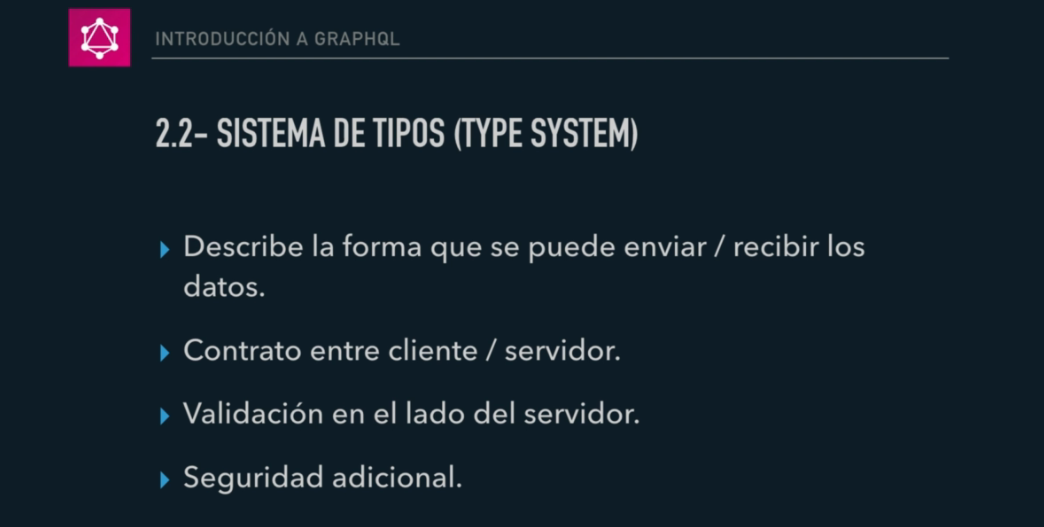 INTRODUCCIÓN A GRAPHQL
2.2- SISTEMA DE TIPOS (TYPE SYSTEM)
Describe la forma que se puede enviar / recibir los
datos.
Contrato entre cliente / servidor.
Validación en el lado del servidor.
Seguridad adicional.